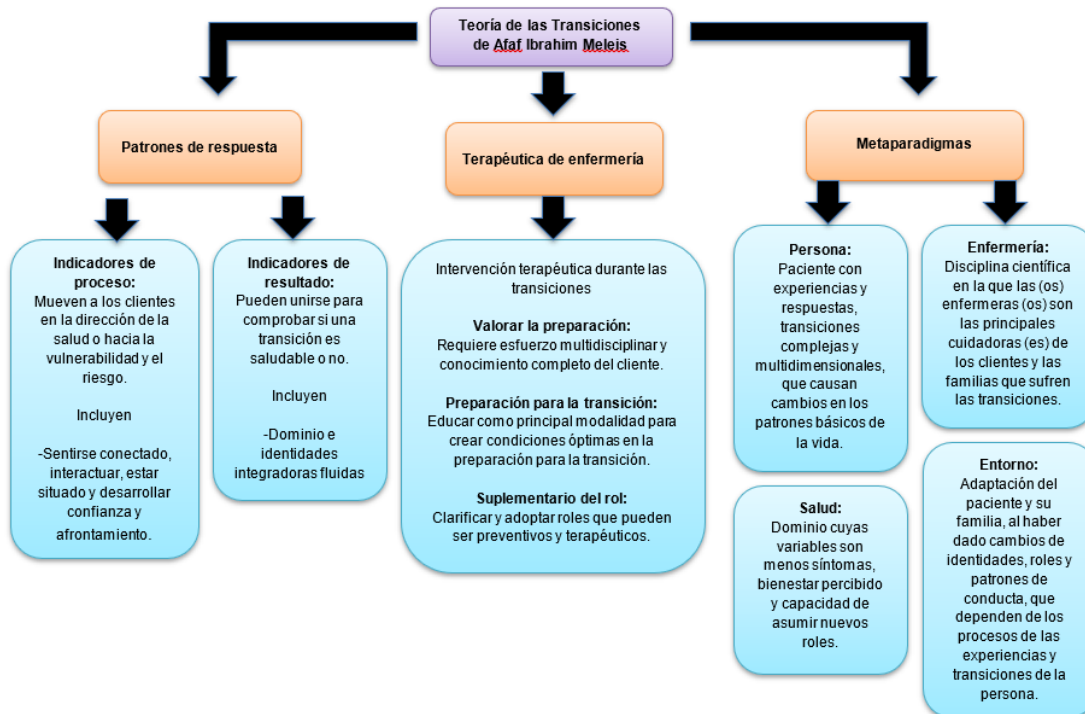 Teoría de las Transiciones
de Afaf Ibrahim Meleis
Patrones de respuesta
Terapéutica de enfermería
Metaparadigmas
Indicadores de
proceso:
Mueven a los clientes
en la dirección de la
salud o hacia la
vulnerabilidad y el
riesgo.
Incluyen
-Sentirse conectado,
interactuar, estar
situado y desarrollar
confianza y
afrontamiento.
Indicadores de
resultado:
Pueden unirse para
comprobar si una
transición es
saludable o no.
Incluyen
-Dominio e
identidades
integradoras fluidas
Intervención terapéutica durante las
transiciones
Valorar la preparación:
Requiere esfuerzo multidisciplinar y
conocimiento completo del cliente.
Preparación para la transición:
Educar como principal modalidad para
crear condiciones óptimas en la
preparación para la transición.
Suplementario del rol:
Clarificar y adoptar roles que pueden
ser preventivos y terapéuticos.
Persona:
Paciente con
experiencias y
respuestas,
transiciones
complejas y
multidimensionales,
que causan
cambios en los
patrones básicos de
la vida.
Salud:
Dominio cuyas
variables son
menos síntomas,
bienestar percibido
y capacidad de
asumir nuevos
roles.
Enfermería:
Disciplina científica
en la que las (os)
enfermeras (os) son
las principales
cuidadoras (es) de
los clientes y las
familias que sufren
las transiciones.
Entorno:
Adaptación del
paciente y su
familia, al haber
dado cambios de
identidades, roles y
patrones de
conducta, que
dependen de los
procesos de las
experiencias y
transiciones de la
persona.